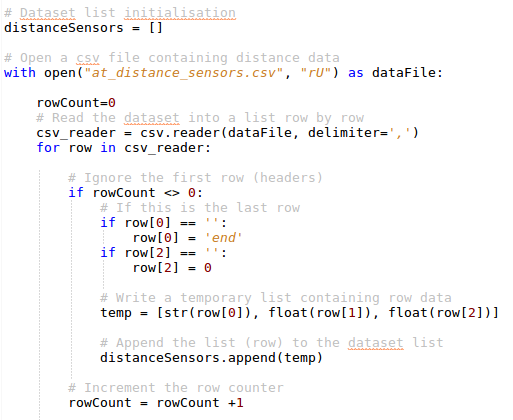 # Dataset list initialisation
distanceSensors = []
# Open a csv file containing distance data
with open("at_distance_sensors.csv", "rU") as dataFile:
rowCount=0
# Read the dataset into a list row by row
csv_reader = csv.reader(dataFile, delimiter=',')
for row in csv_reader:
# Ignore the first row (headers)
if rowCount <> 0:
# If this is the last row
if row[0] == '':
row[0] = 'end'
if row[2] == '':
row[2] = 0
# Write a temporary list containing row data
temp = [str(row[0]), float(row[1]), float(row[2])]
# Append the list (row) to the dataset list
distanceSensors.append(temp)
# Increment the row counter
rowCount = rowCount +1